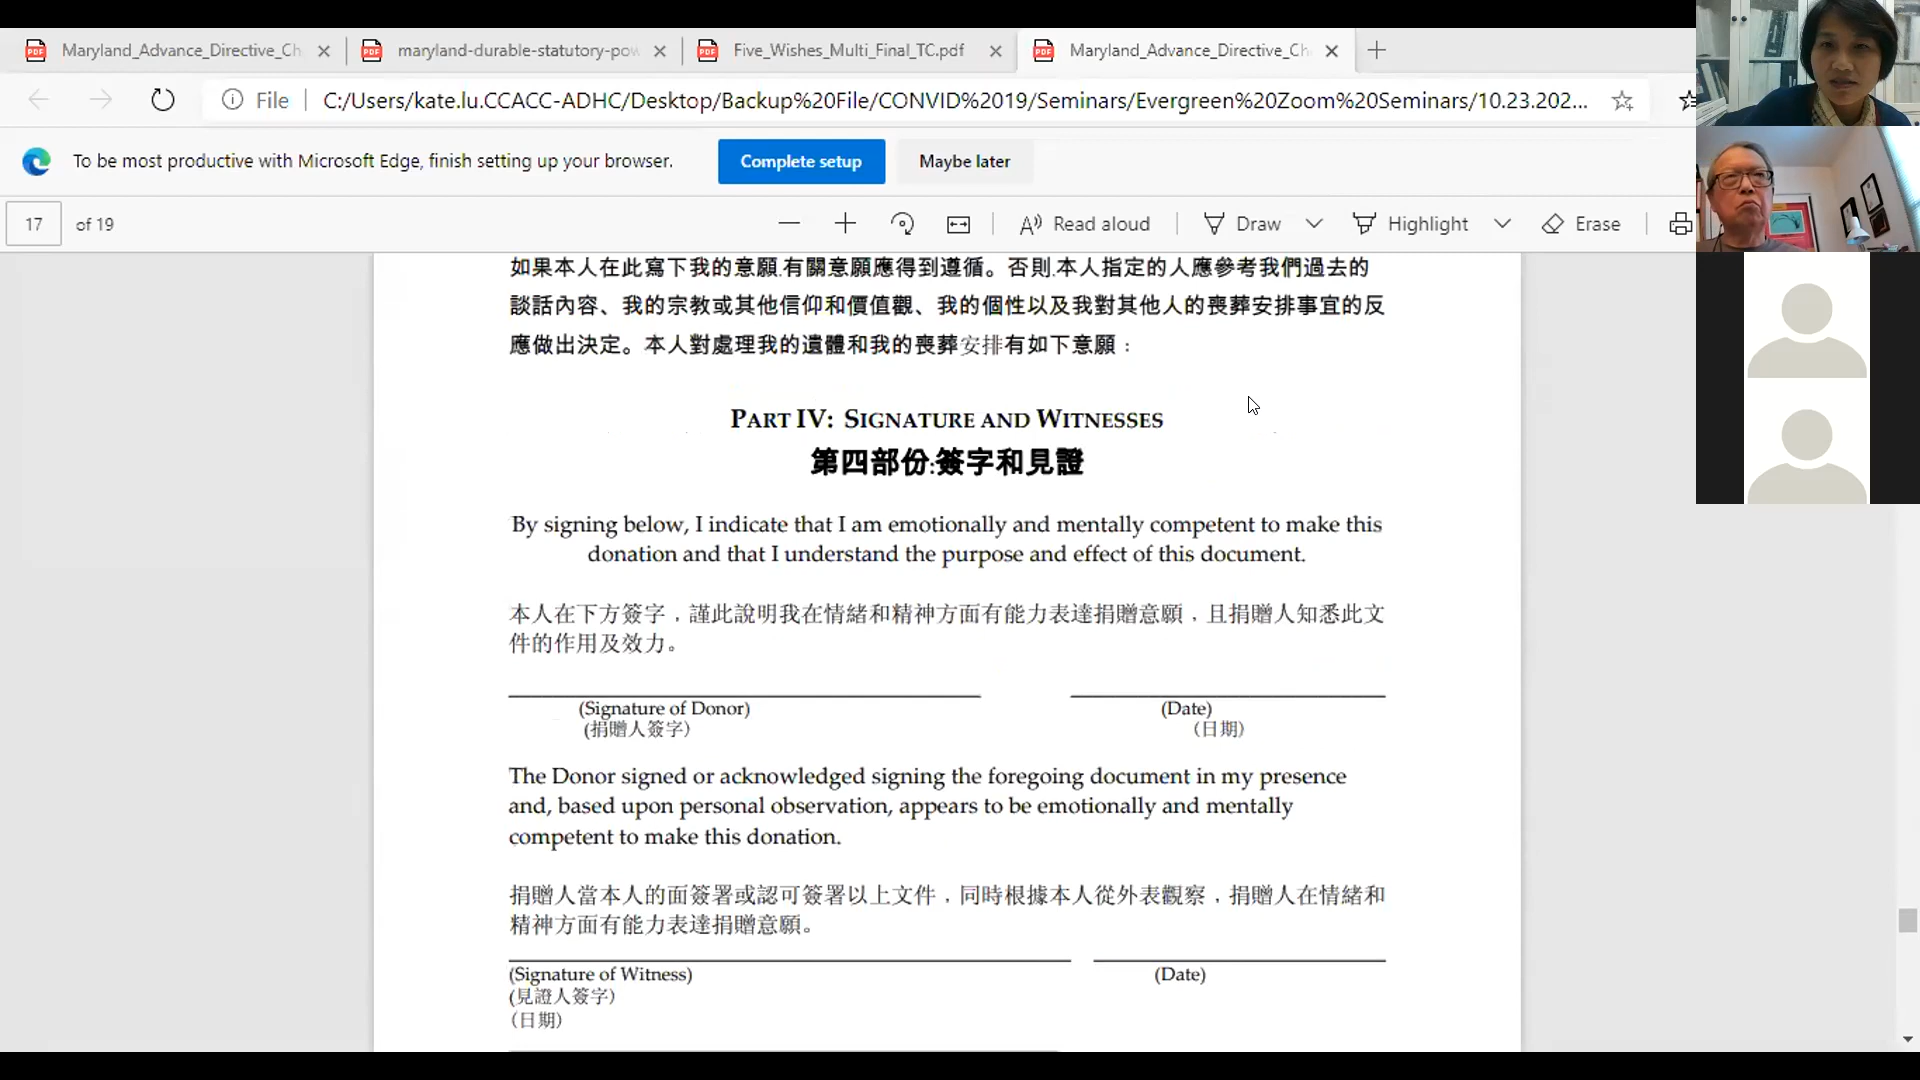 Maryland_Advance_Directive_Ch
maryland-durable-statutory-pow
Five_Wishes_Multi_Final_TC.pdf
Maryland_Advance_Directive_Ch
File
C:/Users/kate.lu.CCACC-ADHC/Desktop/Backup%20File/CONVID%2019/Seminars/Evergreen%20Zoom%20Seminars/10.23.202...
To be most productive with Microsoft Edge, finish setting up your browser.
Complete setup
Maybe later
17 of 19
Read aloud
Draw
Highlight
Erase
如果本人在此寫下我的意願,有關意願應得到遵循。否則,本人指定的人應參考我們過去的
談話內容、我的宗教或其他信仰和價值觀、我的個性以及我對其他人的喪葬安排事宜的反
應做出決定。本人對處理我的遺體和我的喪葬安排有如下意願：
PART IV: SIGNATURE AND WITNESSES
第四部份:簽字和見證
By signing below, I indicate that I am emotionally and mentally competent to make this
donation and that I understand the purpose and effect of this document.
本人在下方簽字，謹此說明我在情緒和精神方面有能力表達捐贈意願，且捐贈人知悉此文
件的作用及效力。
(Signature of Donor)
(Date)
(捐贈人簽字)
(日期)
The Donor signed or acknowledged signing the foregoing document in my presence
and, based upon personal observation, appears to be emotionally and mentally
competent to make this donation.
捐贈人當本人的面簽署或認可簽署以上文件，同時根據本人從外表觀察，捐贈人在情緒和
精神方面有能力表達捐贈意願。
(Signature of Witness)
(Date)
(見證人簽字)
(日期)